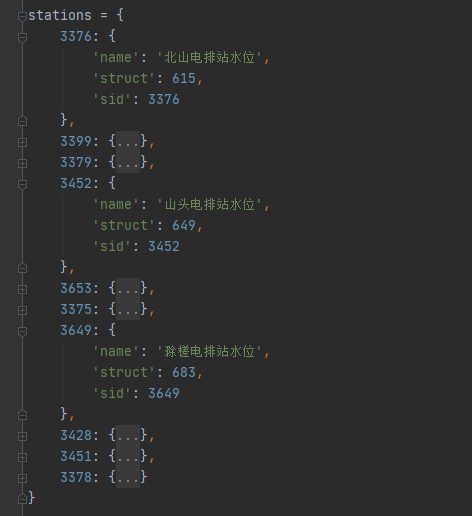 stations = {
    3376: {
        'name': '北山电排站水位',
        'struct': 615,
        'sid': 3376
    },
    3399: {...},
    3379: {...},
    3452: {
        'name': '山头电排站水位',
        'struct': 649,
        'sid': 3452
    },
    3653: {...},
    3375: {...},
    3649: {
        'name': '滁槎电排站水位',
        'struct': 683,
        'sid': 3649
    },
    3428: {...},
    3451: {...},
    3378: {...}
}